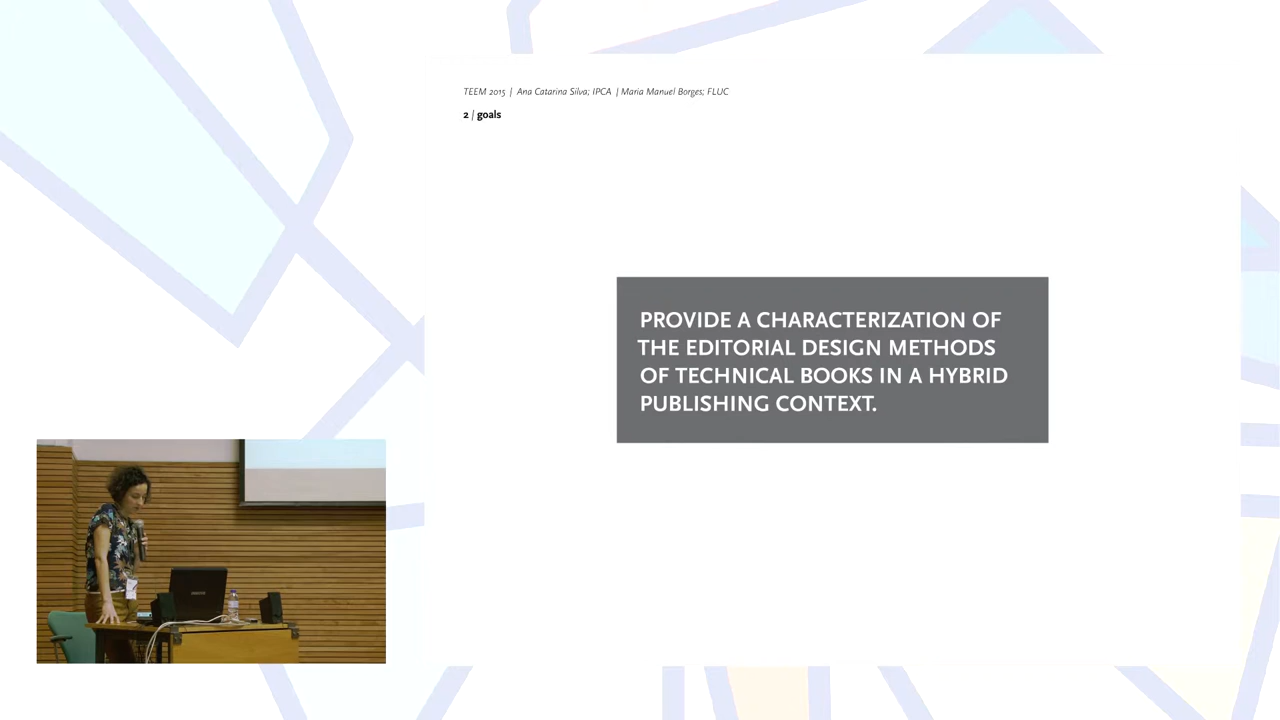 TEEM 2015 | Ana Catarina Silva; IPCA | Maria Manuel Borges; FLUC
2 / goals
PROVIDE A CHARACTERIZATION OF
THE EDITORIAL DESIGN METHODS
OF TECHNICAL BOOKS IN A HYBRID
PUBLISHING CONTEXT.